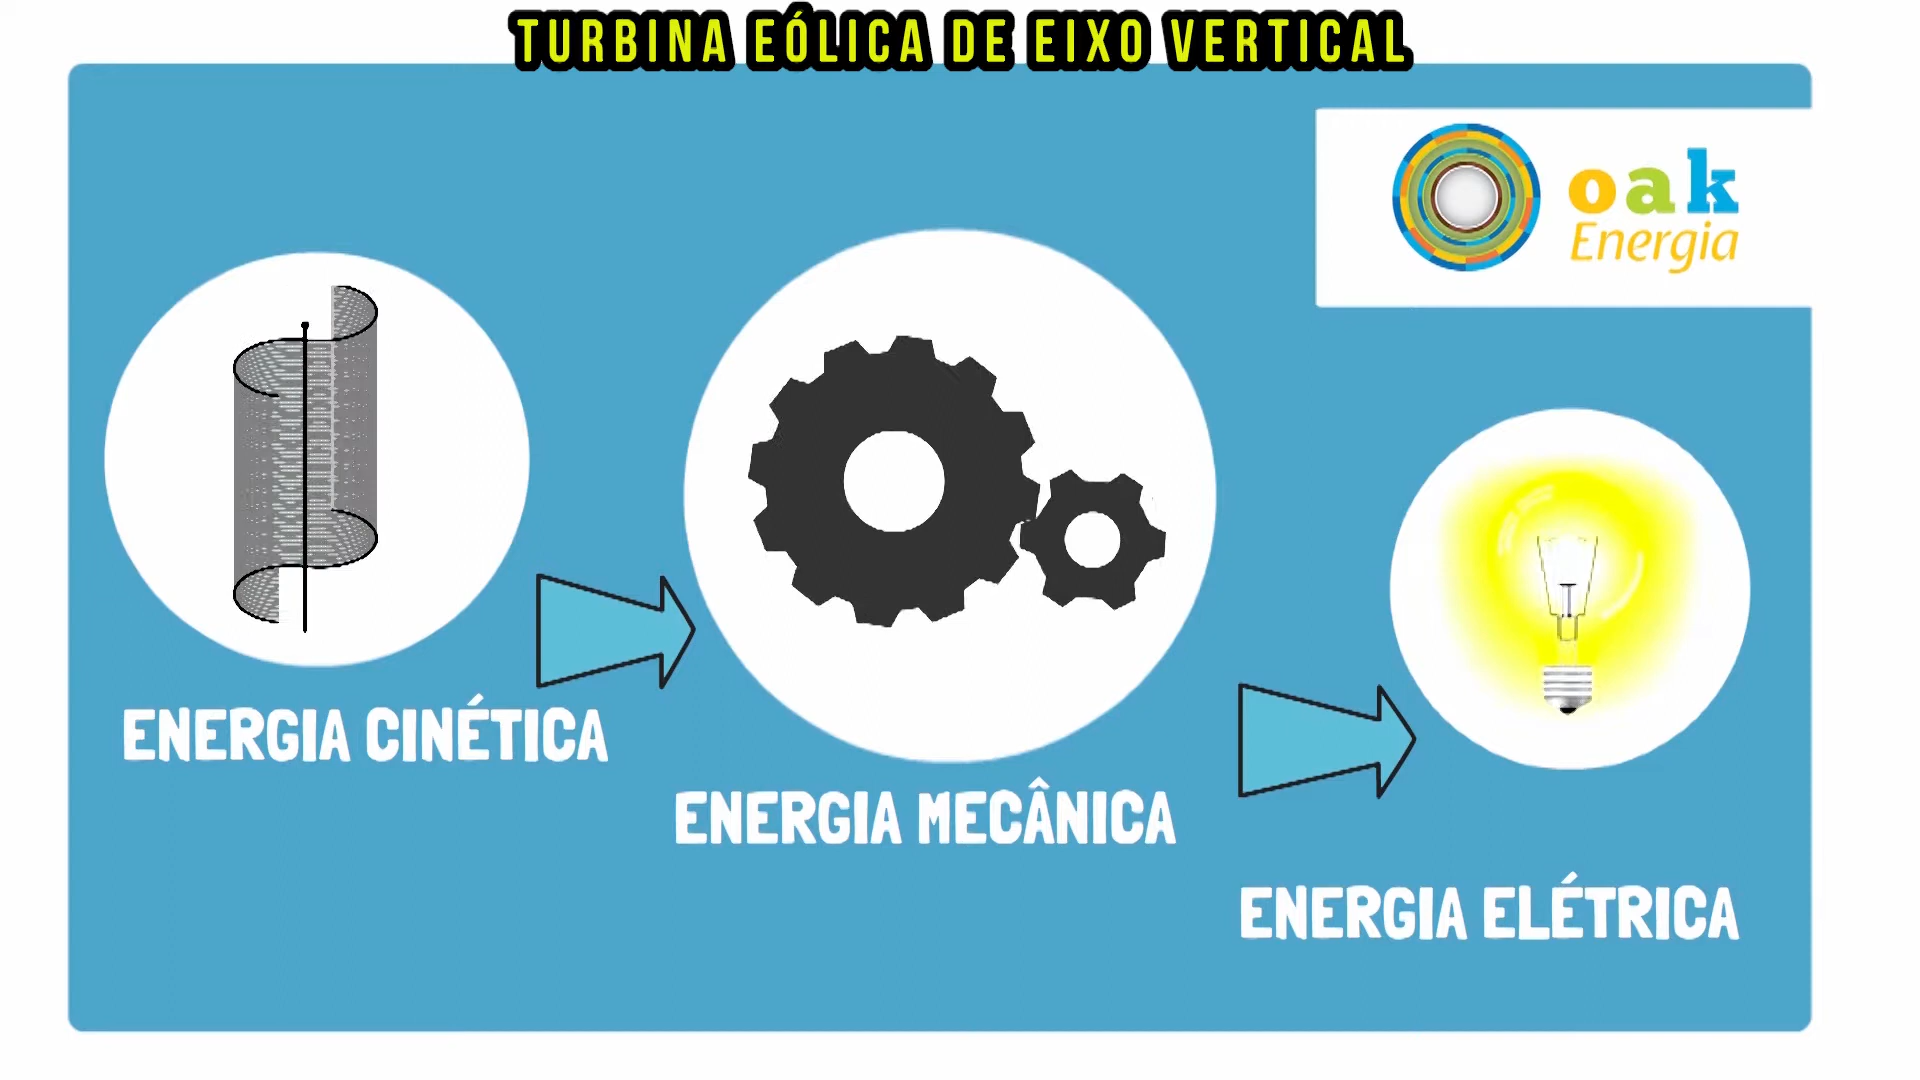 TURBINA EÓLICA DE EIXO VERTICAL
oak
Energia
ENERGIA CINÉTICA
ENERGIA MECÂNICA
ENERGIA ELÉTRICA